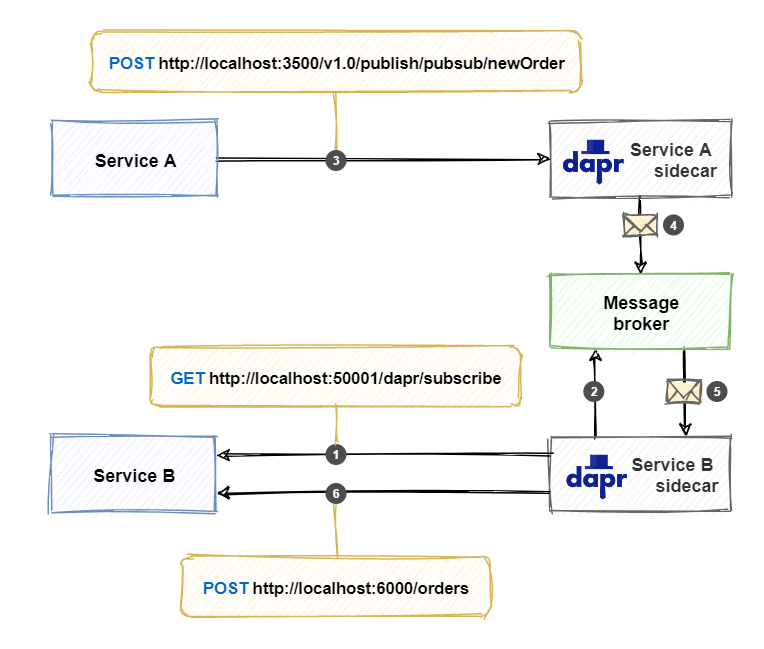 POST http://localhost:3500/v1.0/publish/pubsub/newOrder
Service A
3
dapr
Service A
sidecar
4
Message
broker
GET http://localhost:50001/dapr/subscribe
2
5
Service B
1
6
dapr
Service B
sidecar
POST http://localhost:6000/orders